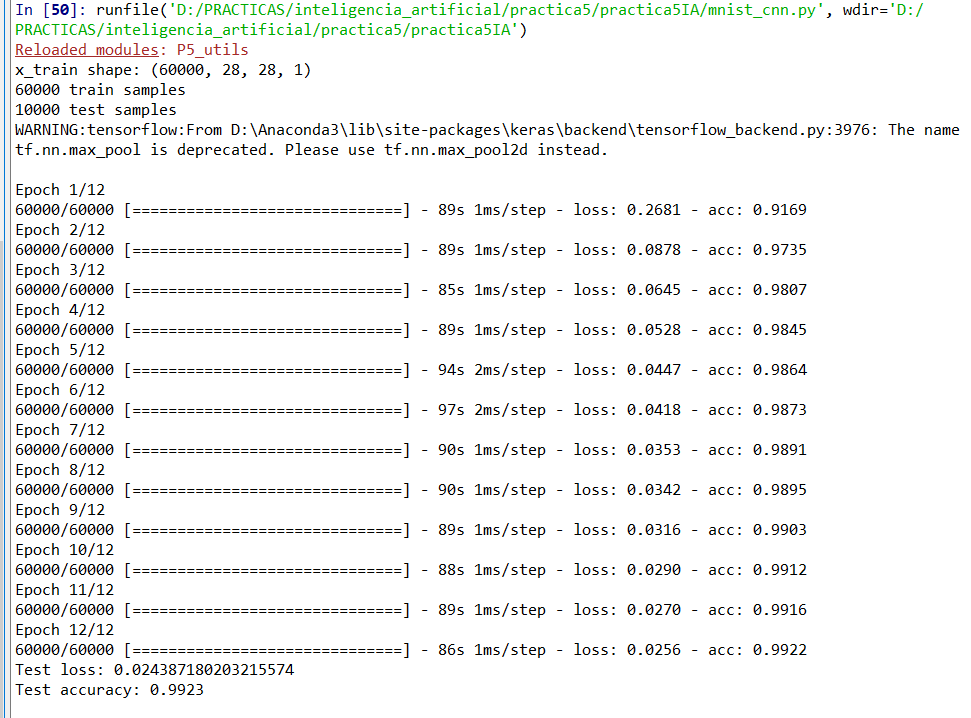 In [50]: runfile('D:/PRACTICAS/inteligencia_artificial/practica5/practica5IA/mnist_cnn.py', wdir='D:/
PRACTICAS/inteligencia_artificial/practica5/practica5IA')
Reloaded modules: P5_utils
x_train shape: (60000, 28, 28, 1)
60000 train samples
10000 test samples
WARNING:tensorflow:From D:\Anaconda3\lib\site-packages\keras\backend\tensorflow_backend.py:3976: The name
tf.nn.max_pool is deprecated. Please use tf.nn.max_pool2d instead.

Epoch 1/12
60000/60000 [==============================] - 89s 1ms/step - loss: 0.2681 - acc: 0.9169
Epoch 2/12
60000/60000 [==============================] - 89s 1ms/step - loss: 0.0878 - acc: 0.9735
Epoch 3/12
60000/60000 [==============================] - 85s 1ms/step - loss: 0.0645 - acc: 0.9807
Epoch 4/12
60000/60000 [==============================] - 89s 1ms/step - loss: 0.0528 - acc: 0.9845
Epoch 5/12
60000/60000 [==============================] - 94s 2ms/step - loss: 0.0447 - acc: 0.9864
Epoch 6/12
60000/60000 [==============================] - 97s 2ms/step - loss: 0.0418 - acc: 0.9873
Epoch 7/12
60000/60000 [==============================] - 90s 1ms/step - loss: 0.0353 - acc: 0.9891
Epoch 8/12
60000/60000 [==============================] - 90s 1ms/step - loss: 0.0342 - acc: 0.9895
Epoch 9/12
60000/60000 [==============================] - 89s 1ms/step - loss: 0.0316 - acc: 0.9903
Epoch 10/12
60000/60000 [==============================] - 88s 1ms/step - loss: 0.0290 - acc: 0.9912
Epoch 11/12
60000/60000 [==============================] - 89s 1ms/step - loss: 0.0270 - acc: 0.9916
Epoch 12/12
60000/60000 [==============================] - 86s 1ms/step - loss: 0.0256 - acc: 0.9922
Test loss: 0.024387180203215574
Test accuracy: 0.9923